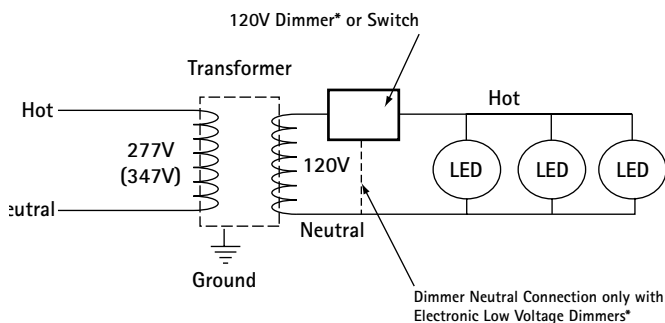 120V Dimmer* or Switch
Transformer
Hot
Hot
277V
(347V)
120V
LED
LED
LED
eutral
Neutral
Ground
Dimmer Neutral Connection only with
Electronic Low Voltage Dimmers*